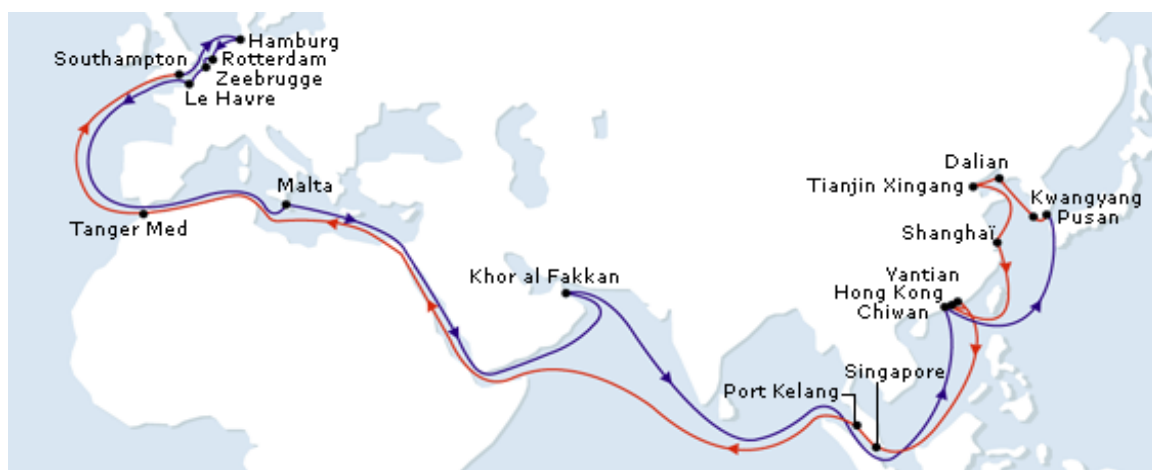 Hamburg
Southampton
Rotterdam
Zeebrugge
Le Havre
Dalian
Malta
Tianjin Xingang
Kwangyang
Pusan
Tanger Med
Shanghaï
Khor al Fakkan
Yantian
Hong Kong
Chiwan
Singapore
Port Kelang